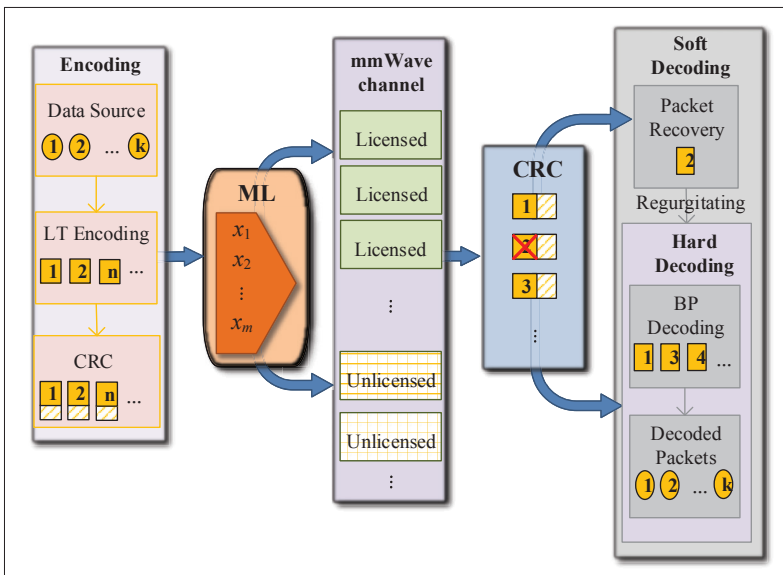 Encoding
Data Source
1 2 ... k
LT Encoding
1 2 n ...
CRC
1 2 n ...
ML
x1
x2
⋮
xm
mmWave
channel
Licensed
Licensed
Licensed
⋮
Unlicensed
Unlicensed
⋮
CRC
1
2
3
⋮
Soft
Decoding
Packet
Recovery
2
Regurgitating
Hard
Decoding
BP
Decoding
1 3 4 ...
Decoded
Packets
1 2 ... k